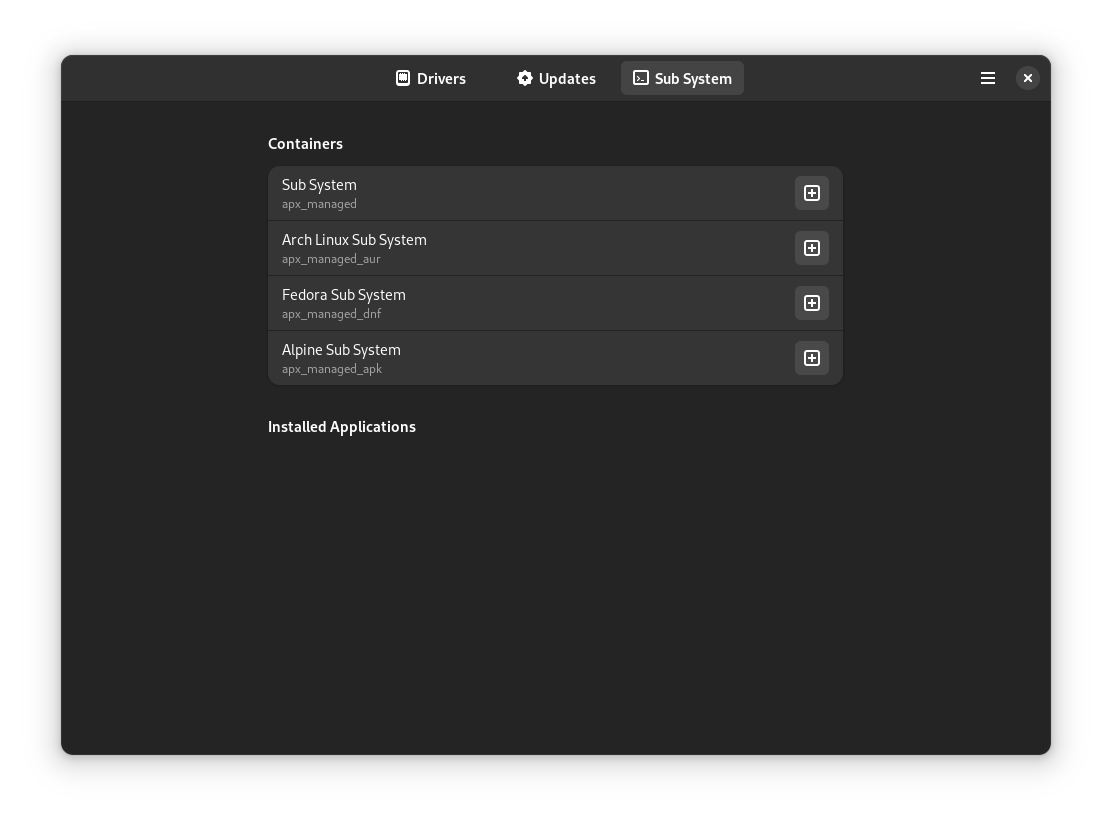 Drivers
Updates
Sub System
Containers
Sub System
apx_managed
Arch Linux Sub System
apx_managed_aur
Fedora Sub System
apx_managed_dnf
Alpine Sub System
apx_managed_apk
Installed Applications